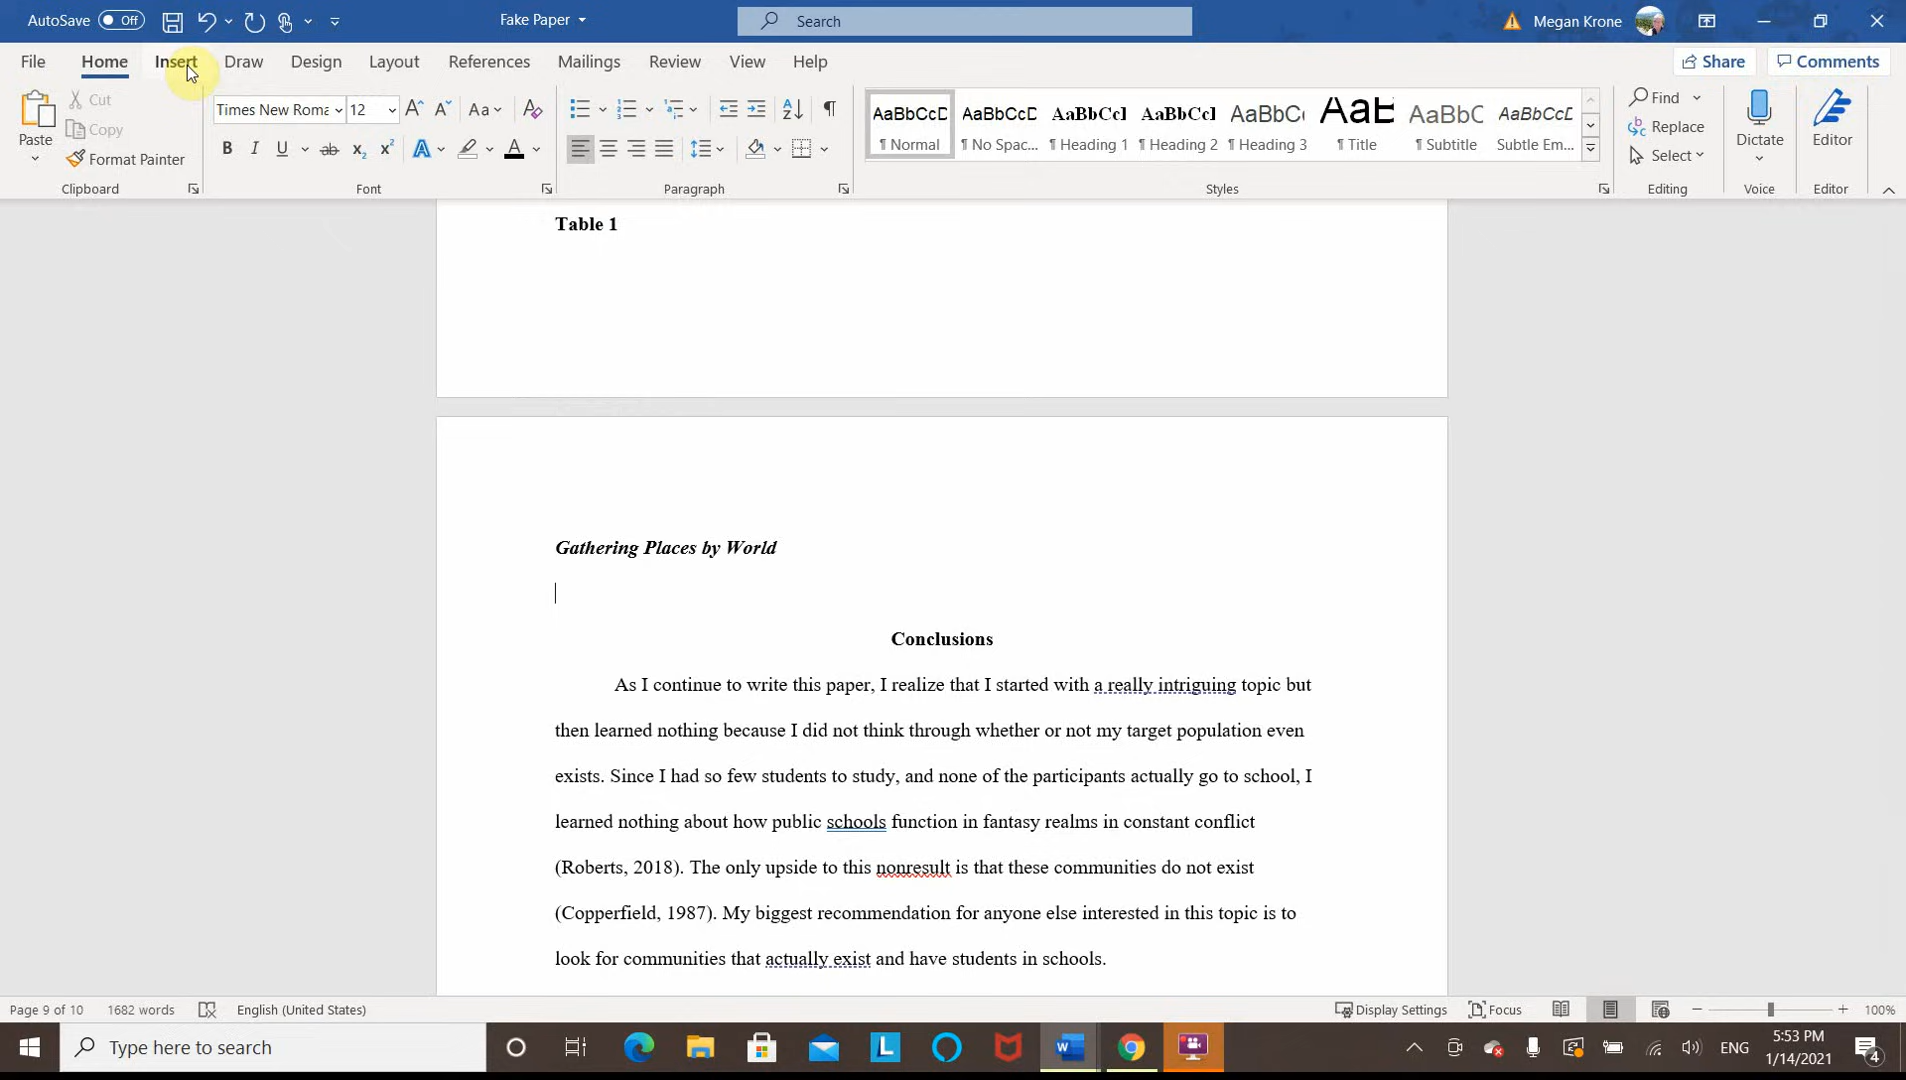 AutoSave Off Fake Paper Search Megan Krone
File Home Insert Draw Design Layout References Mailings Review View Help Share Comments
Paste Cut Copy Format Painter
Clipboard
Times New Roma 12 Aa
B I U ab x₂ x² A A
Font
Paragraph
AaBbCcD AaBbCcD AaBbCcI AaBbCcI AaBbC( AaB AaBbC AaBbCcD
¶ Normal ¶ No Spac... ¶ Heading 1 ¶ Heading 2 ¶ Heading 3 ¶ Title ¶ Subtitle Subtle Em...
Styles
Find
Replace
Select
Editing
Dictate
Voice
Editor
Editor
Table 1
Gathering Places by World
Conclusions
As I continue to write this paper, I realize that I started with a really intriguing topic but
then learned nothing because I did not think through whether or not my target population even
exists. Since I had so few students to study, and none of the participants actually go to school, I
learned nothing about how public schools function in fantasy realms in constant conflict
(Roberts, 2018). The only upside to this nonresult is that these communities do not exist
(Copperfield, 1987). My biggest recommendation for anyone else interested in this topic is to
look for communities that actually exist and have students in schools.
Page 9 of 10 1682 words English (United States) Display Settings Focus 100%
Type here to search L W ENG 5:53 PM
1/14/2021 4